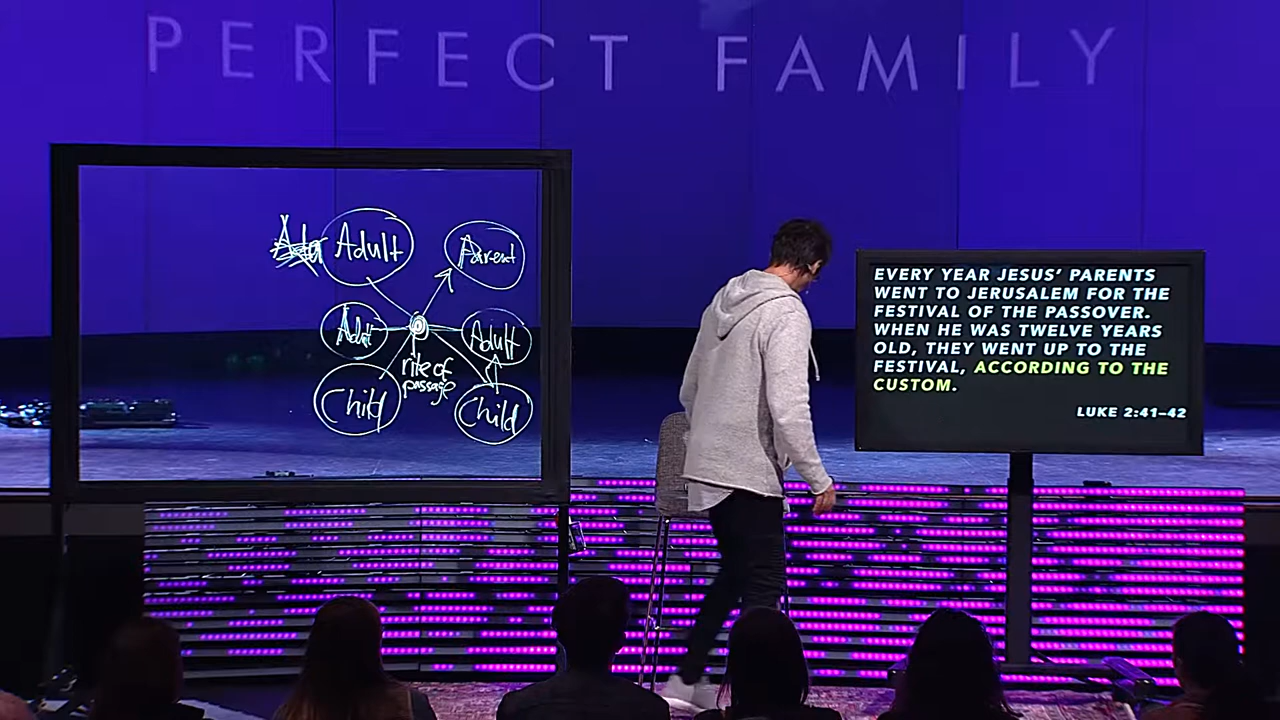 PERFECT FAMILY
Adult
Parent
Adult
Adult
rite of
passage
Child
Child
EVERY YEAR JESUS' PARENTS
WENT TO JERUSALEM FOR THE
FESTIVAL OF THE PASSOVER.
WHEN HE WAS TWELVE YEARS
OLD, THEY WENT UP TO THE
FESTIVAL, ACCORDING TO THE
CUSTOM.
LUKE 2:41–42